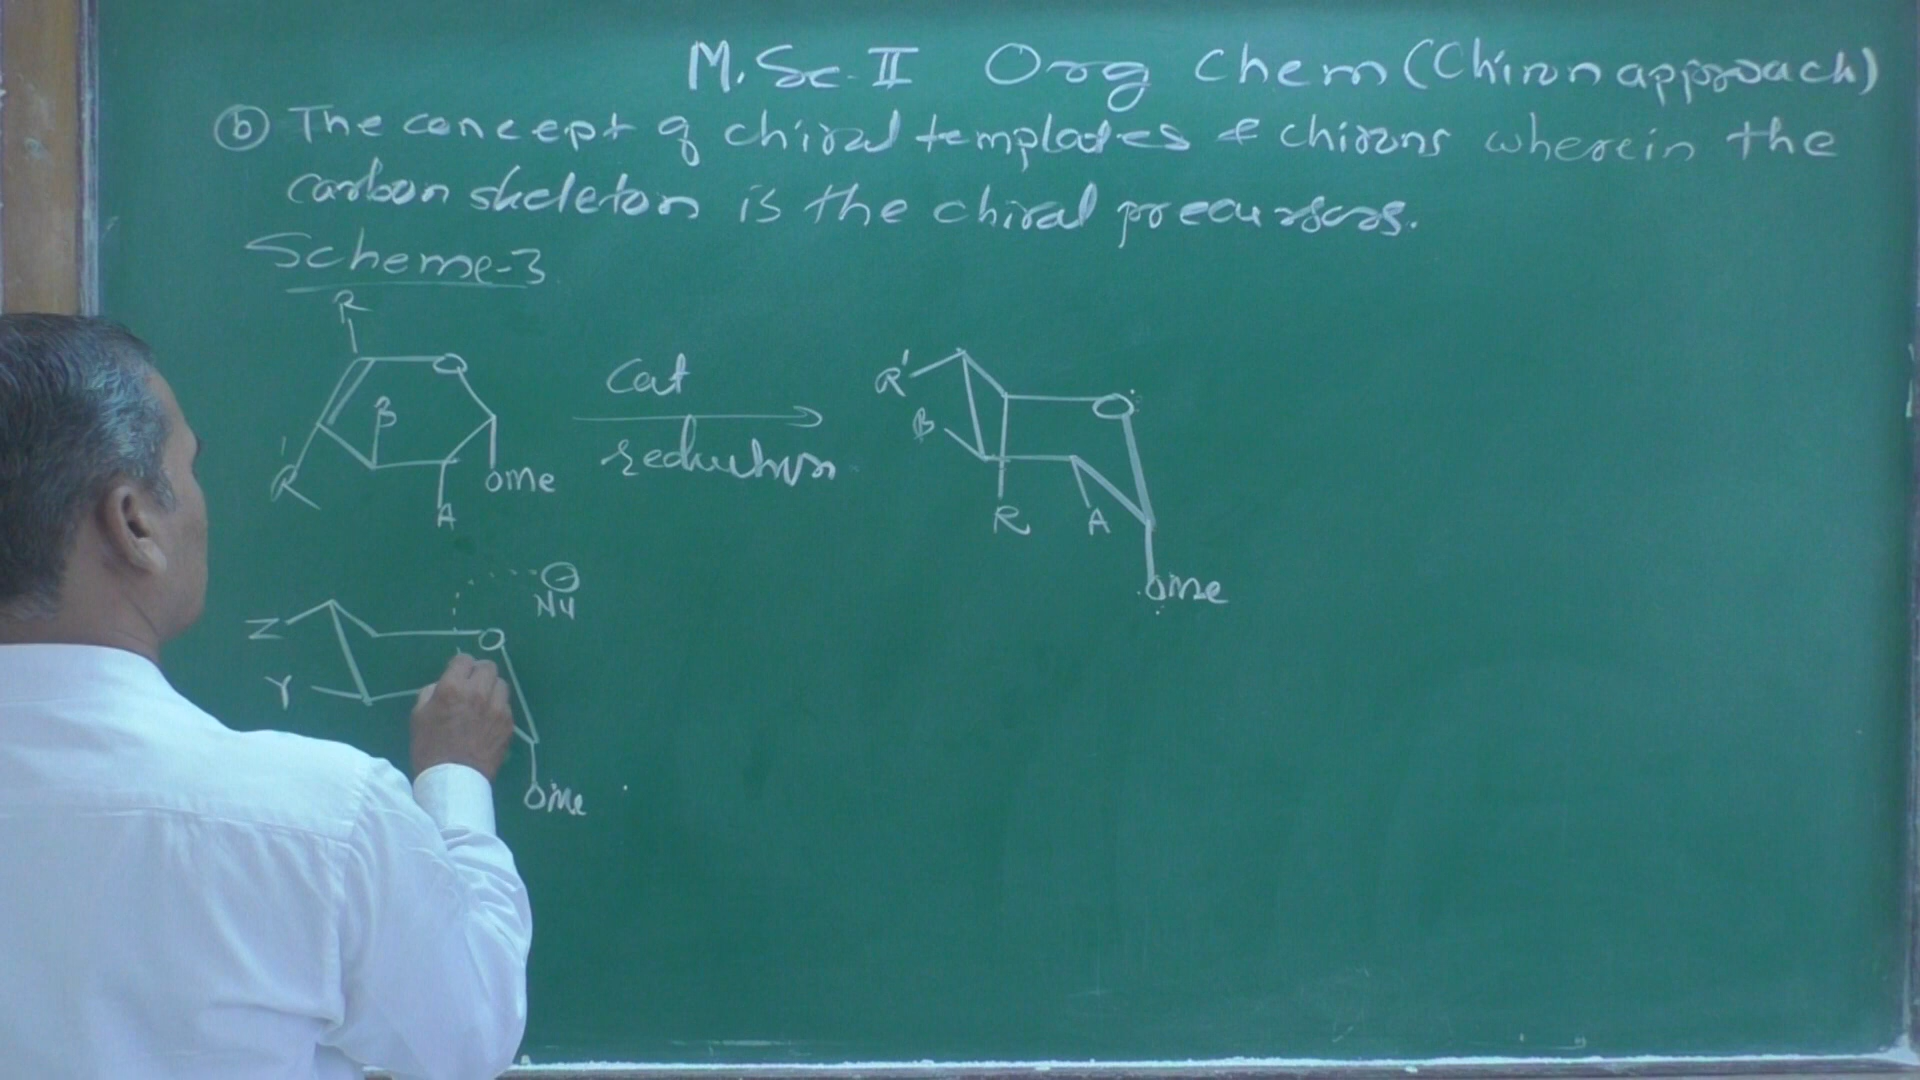 M.Sc-II Org Chem (Chiron approach)
(b) The concept of chiral templates & chirons wherein the
carbon skeleton is the chiral precursors.
Scheme-3
R
O
B
R'
A
OMe
Cat
reduction
R'
B
O
R
A
OMe
⊖
Nu
Z
O
Y
OMe